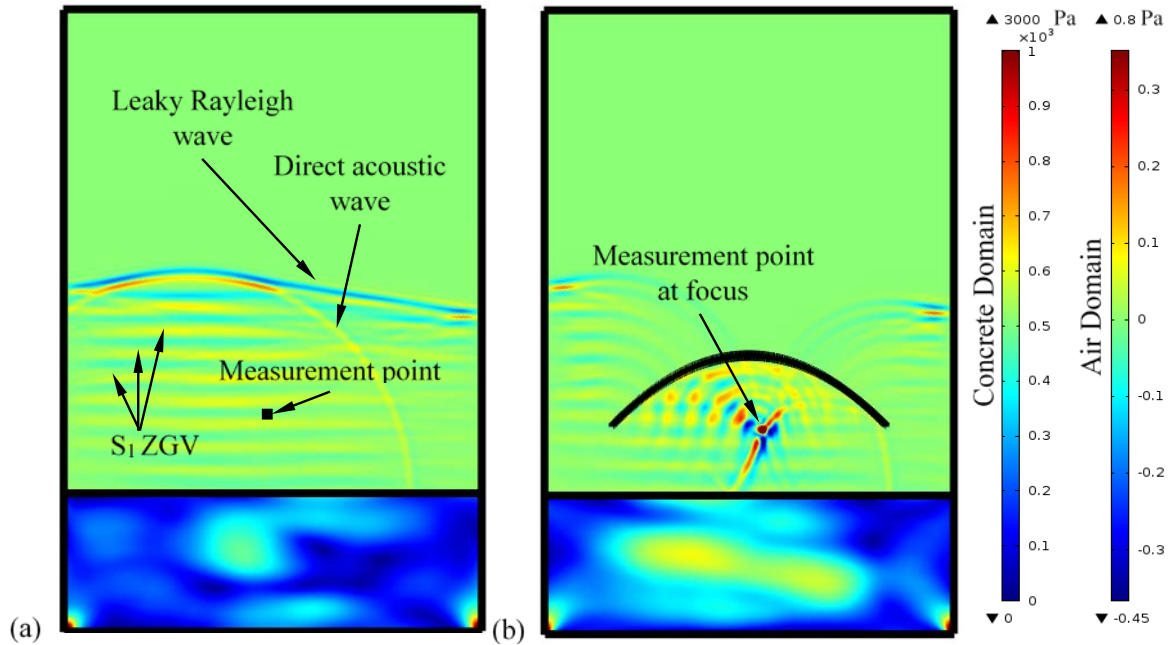 Leaky Rayleigh
wave
Direct acoustic
wave
Measurement point
S₁ ZGV
(a)
Measurement point
at focus
(b)
▲ 3000 Pa
×10³
1
0.9
0.8
0.7
0.6
0.5
0.4
0.3
0.2
0.1
0
▼ 0
Concrete Domain
▲ 0.8 Pa
0.3
0.2
0.1
0
-0.1
-0.2
-0.3
▼ -0.45
Air Domain